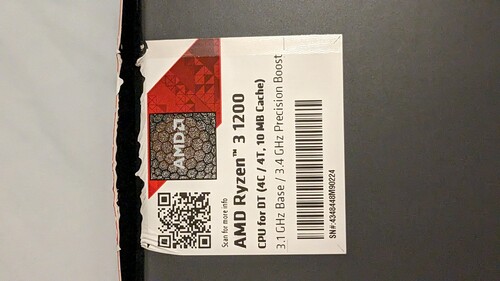 AMD
Scan for more info
AMD Ryzen™ 3 1200
CPU for DT (4C / 4T, 10 MB Cache)
3.1 GHz Base / 3.4 GHz Precision Boost
SN#:4348448M90224